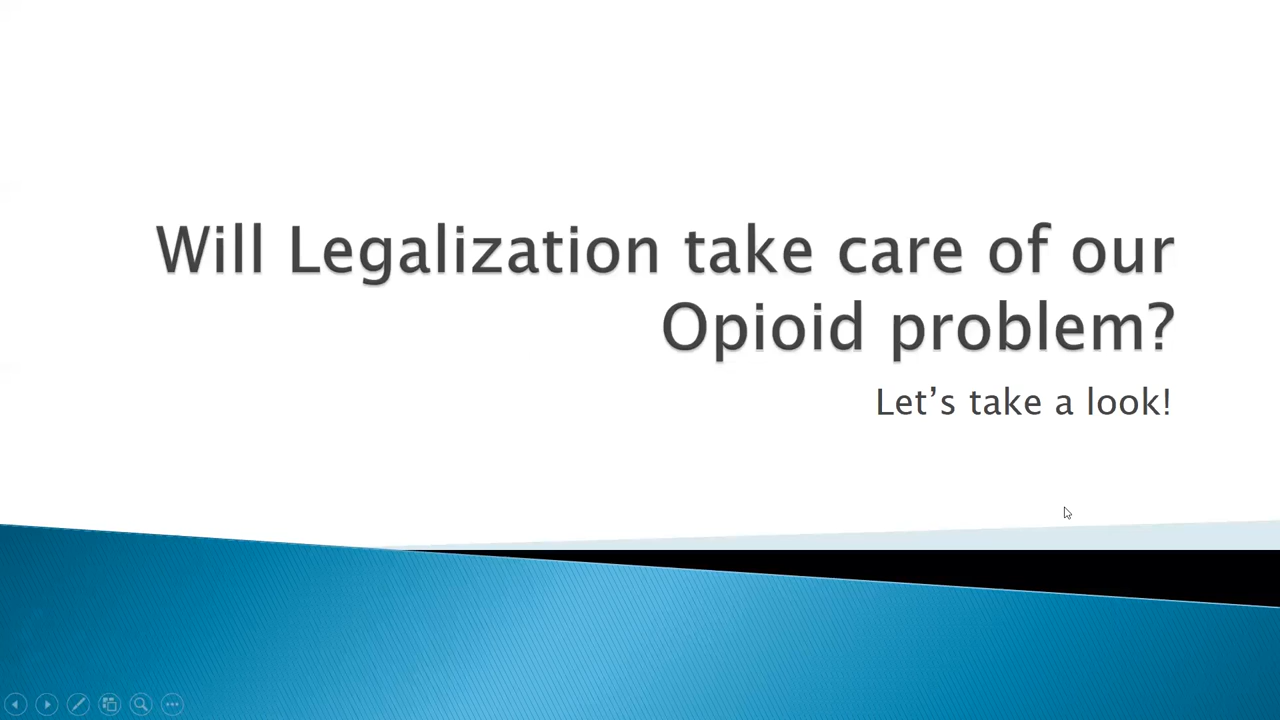 Will Legalization take care of our
Opioid problem?
Let’s take a look!